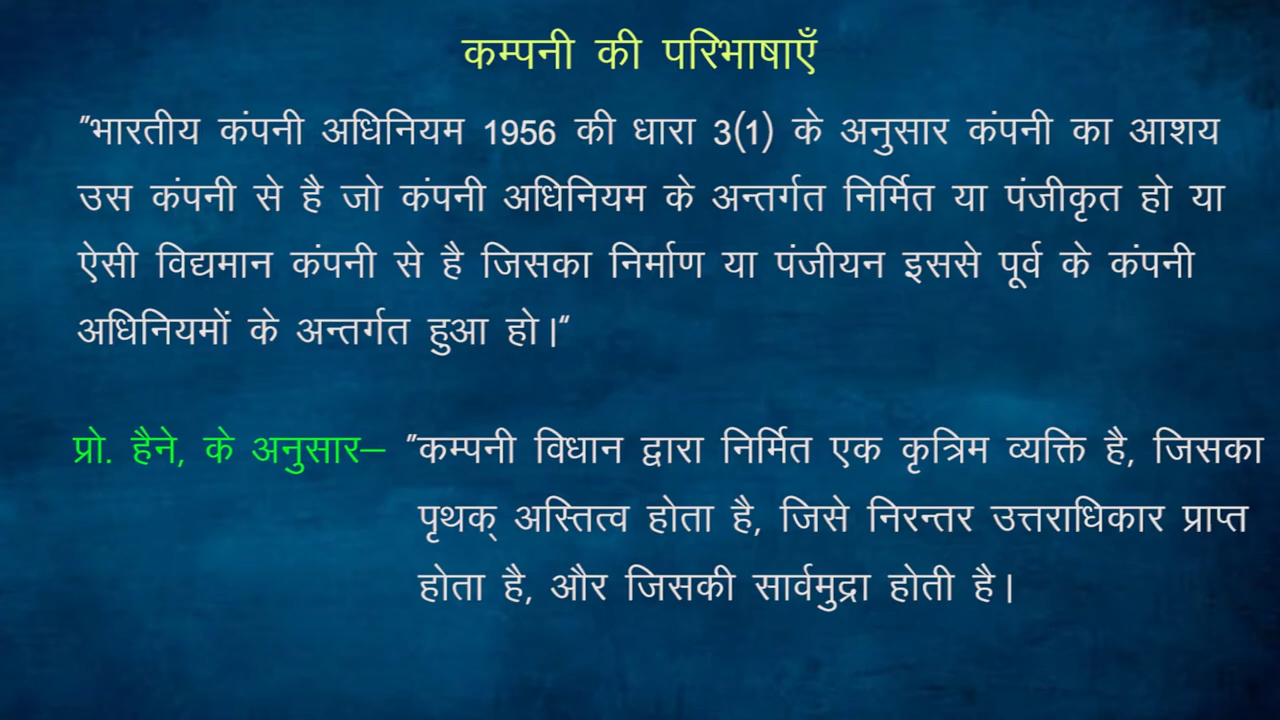 कम्पनी की परिभाषाएँ
"भारतीय कंपनी अधिनियम 1956 की धारा 3(1) के अनुसार कंपनी का आशय
उस कंपनी से है जो कंपनी अधिनियम के अन्तर्गत निर्मित या पंजीकृत हो या
ऐसी विद्यमान कंपनी से है जिसका निर्माण या पंजीयन इससे पूर्व के कंपनी
अधिनियमों के अन्तर्गत हुआ हो।"
प्रो. हैने, के अनुसार– "कम्पनी विधान द्वारा निर्मित एक कृत्रिम व्यक्ति है, जिसका
पृथक् अस्तित्व होता है, जिसे निरन्तर उत्तराधिकार प्राप्त
होता है, और जिसकी सार्वमुद्रा होती है।